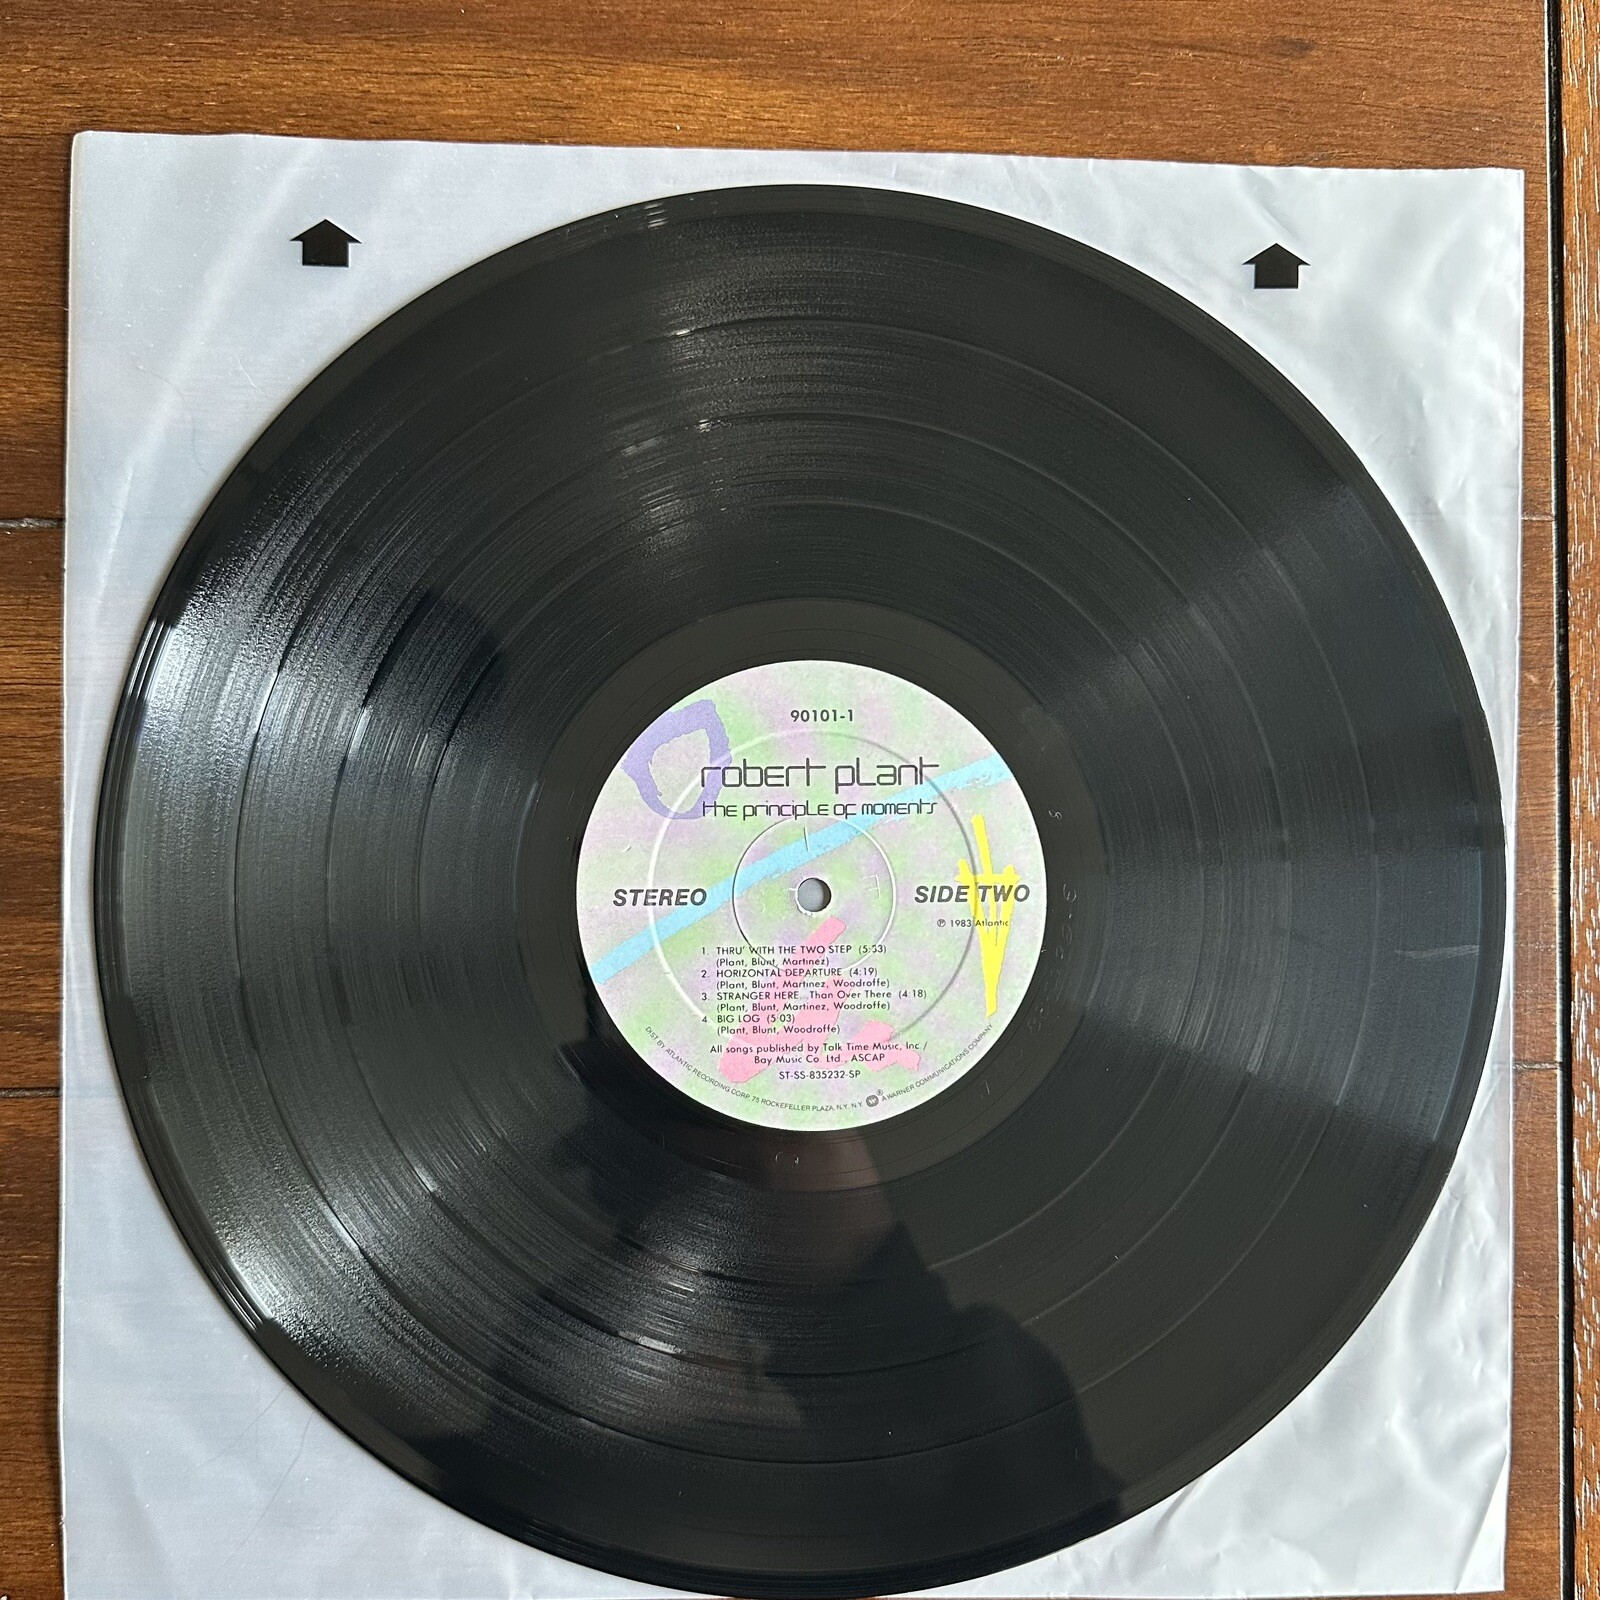 90101-1
robert plant
the principle of moments
STEREO
SIDE TWO
℗ 1983 Atlantic
1. THRU' WITH THE TWO STEP (5:33)
(Plant, Blunt, Martinez)
2. HORIZONTAL DEPARTURE (4:19)
(Plant, Blunt, Martinez, Woodroffe)
3. STRANGER HERE...Than Over There (4:18)
(Plant, Blunt, Martinez, Woodroffe)
4. BIG LOG (5:03)
(Plant, Blunt, Woodroffe)
All songs published by Talk Time Music, Inc./
Bay Music Co. Ltd., ASCAP
ST-SS-835232-SP
DIST. BY ATLANTIC RECORDING CORP. 75 ROCKEFELLER PLAZA, N.Y. N.Y. ® A WARNER COMMUNICATIONS COMPANY